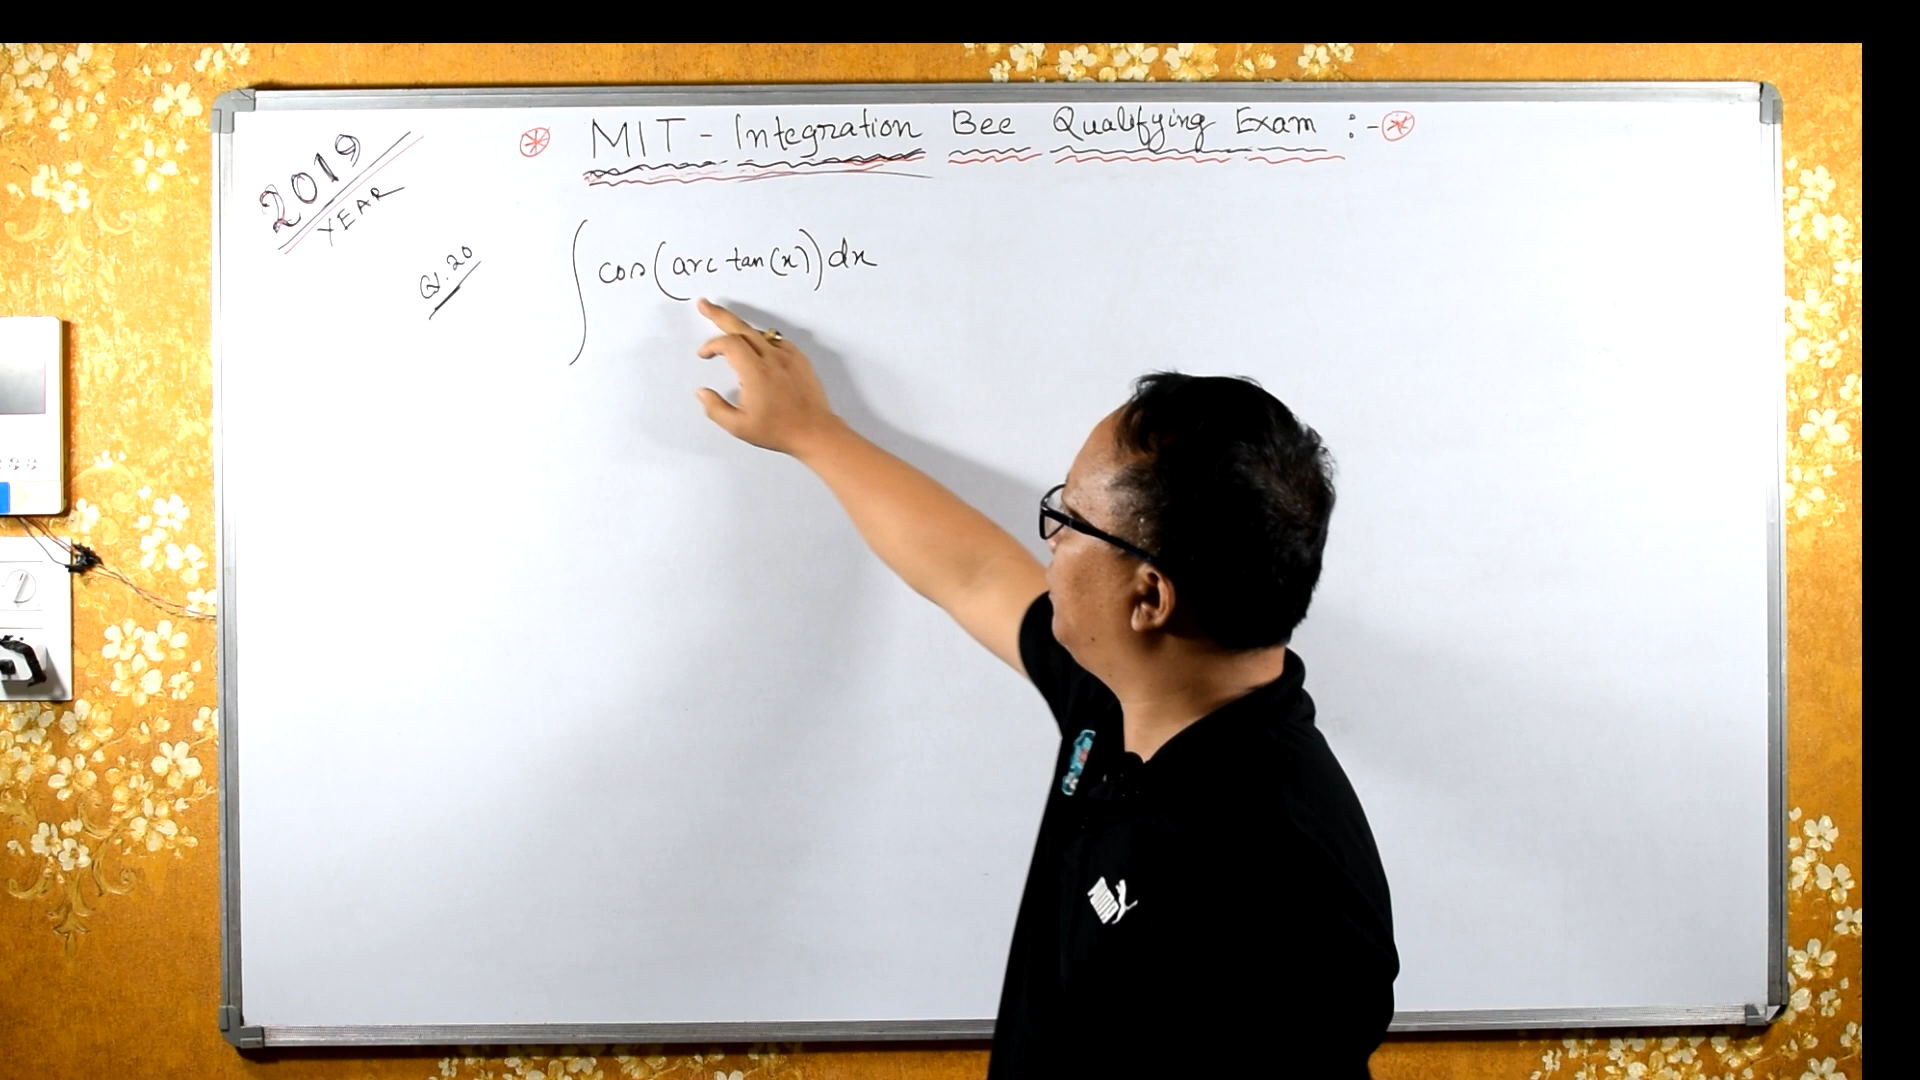 MIT - Integration Bee Qualifying Exam :-
2019
YEAR
Q.20
∫ cos(arc tan(x)) dx